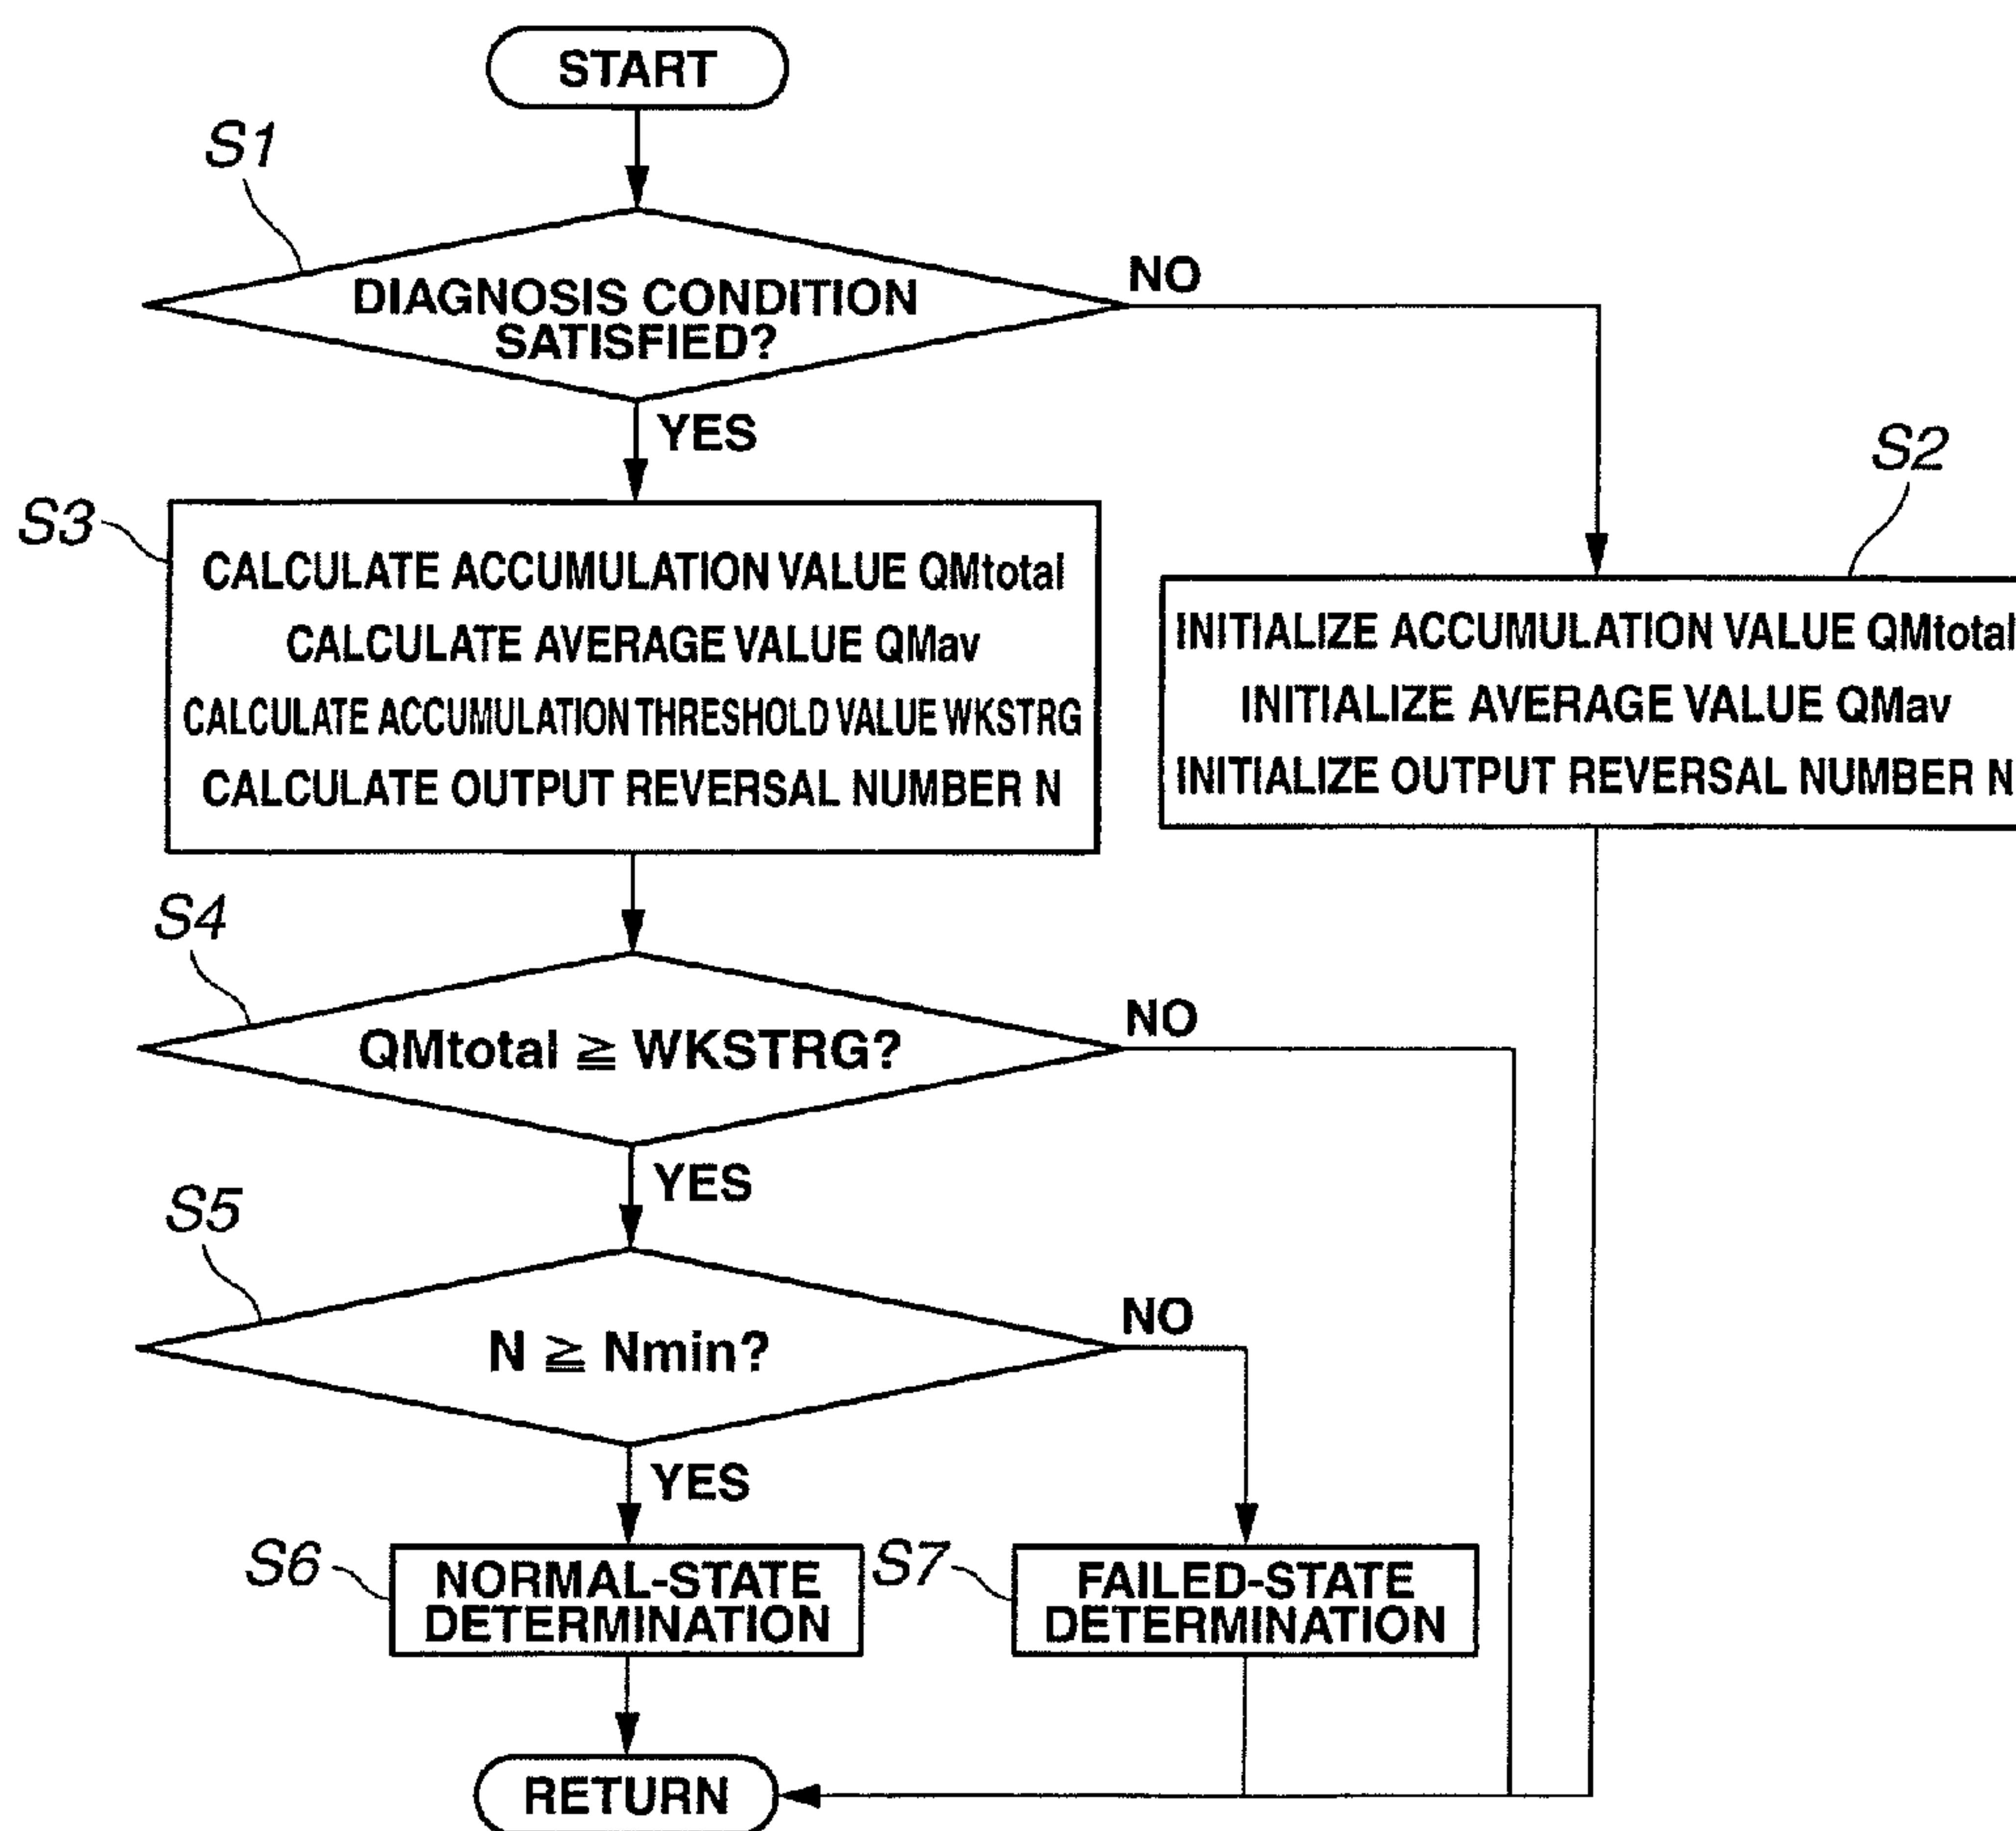 START
S1
DIAGNOSIS CONDITION
SATISFIED?
NO
YES
S2
S3
CALCULATE ACCUMULATION VALUE QMtotal
CALCULATE AVERAGE VALUE QMav
CALCULATE ACCUMULATION THRESHOLD VALUE WKSTRG
CALCULATE OUTPUT REVERSAL NUMBER N
INITIALIZE ACCUMULATION VALUE QMtotal
INITIALIZE AVERAGE VALUE QMav
INITIALIZE OUTPUT REVERSAL NUMBER N
S4
QMtotal ≧ WKSTRG?
NO
YES
S5
N ≧ Nmin?
NO
YES
S6
NORMAL-STATE
DETERMINATION
S7
FAILED-STATE
DETERMINATION
RETURN